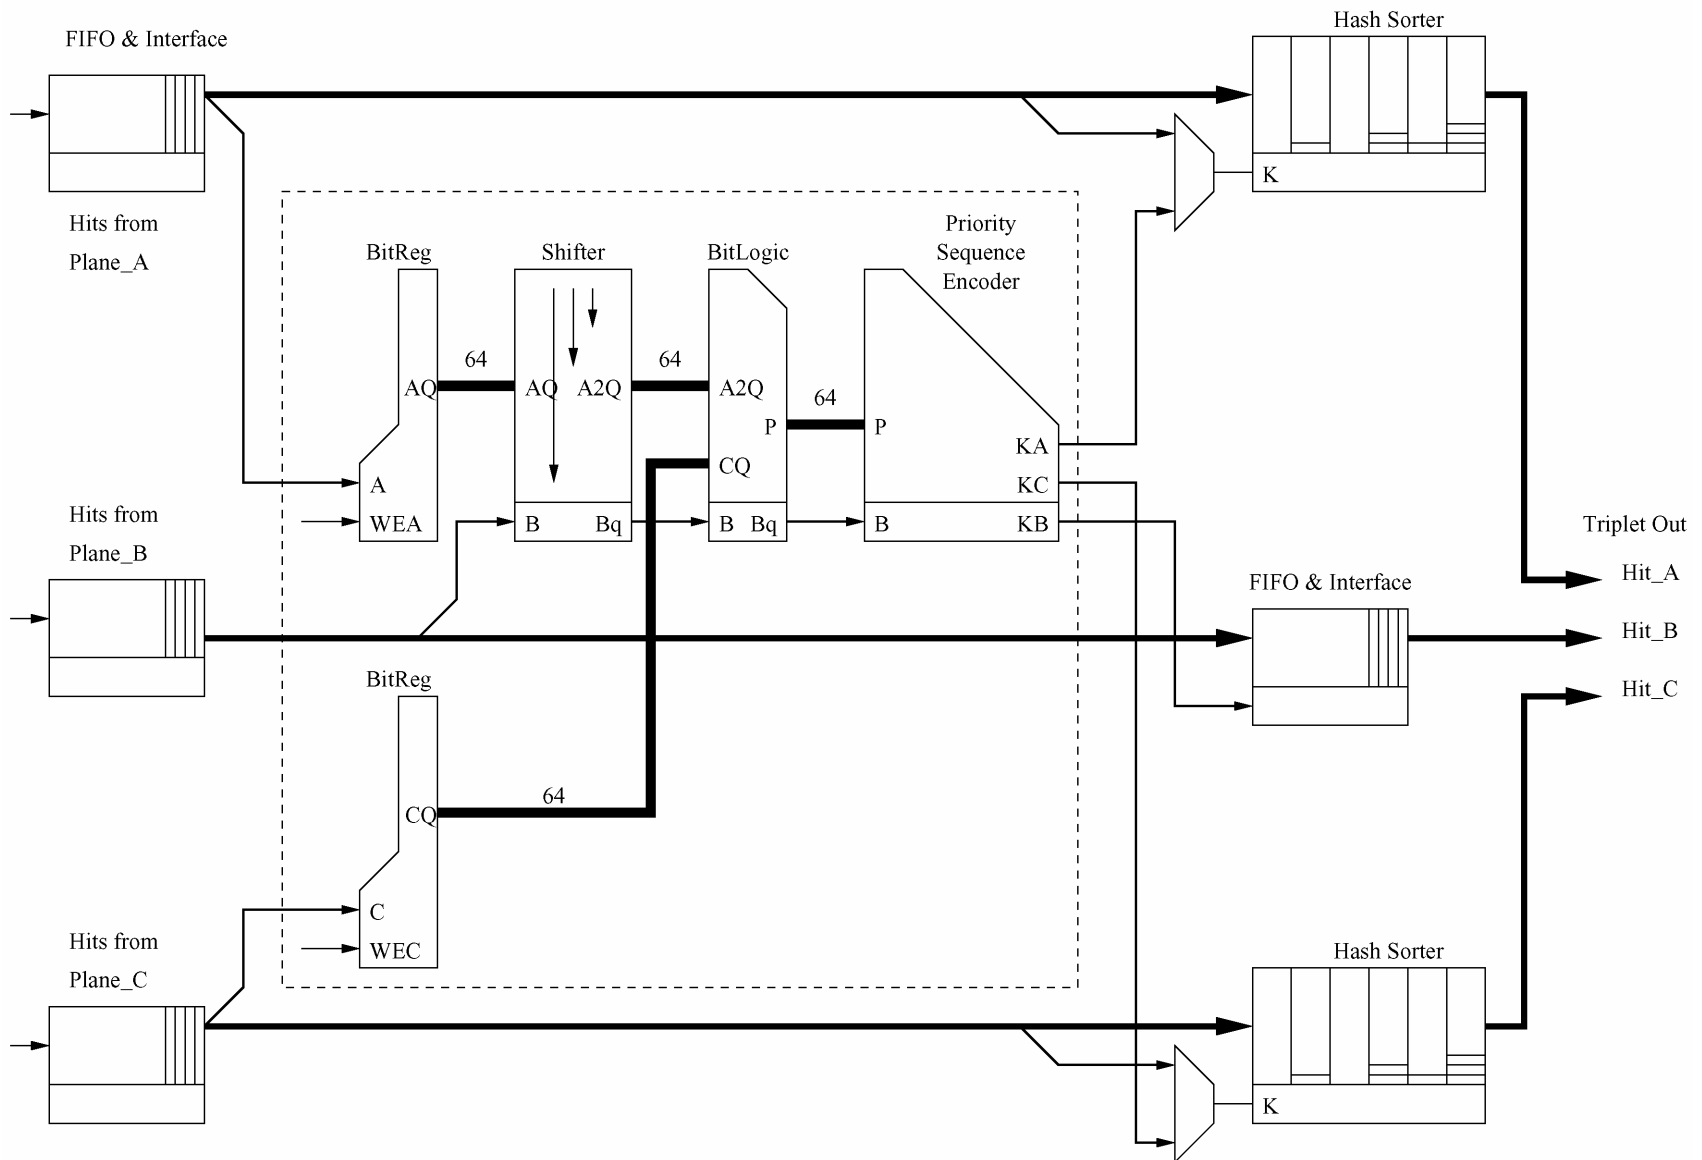 Hash Sorter
FIFO & Interface
K
Hits from
Plane_A
Priority
Sequence
Encoder
BitReg
Shifter
BitLogic
64
64
AQ
AQ
A2Q
A2Q
64
P
P
KA
CQ
KC
A
WEA
B
Bq
B
Bq
B
KB
Hits from
Plane_B
Triplet Out
Hit_A
FIFO & Interface
Hit_B
Hit_C
BitReg
64
CQ
C
WEC
Hits from
Plane_C
Hash Sorter
K